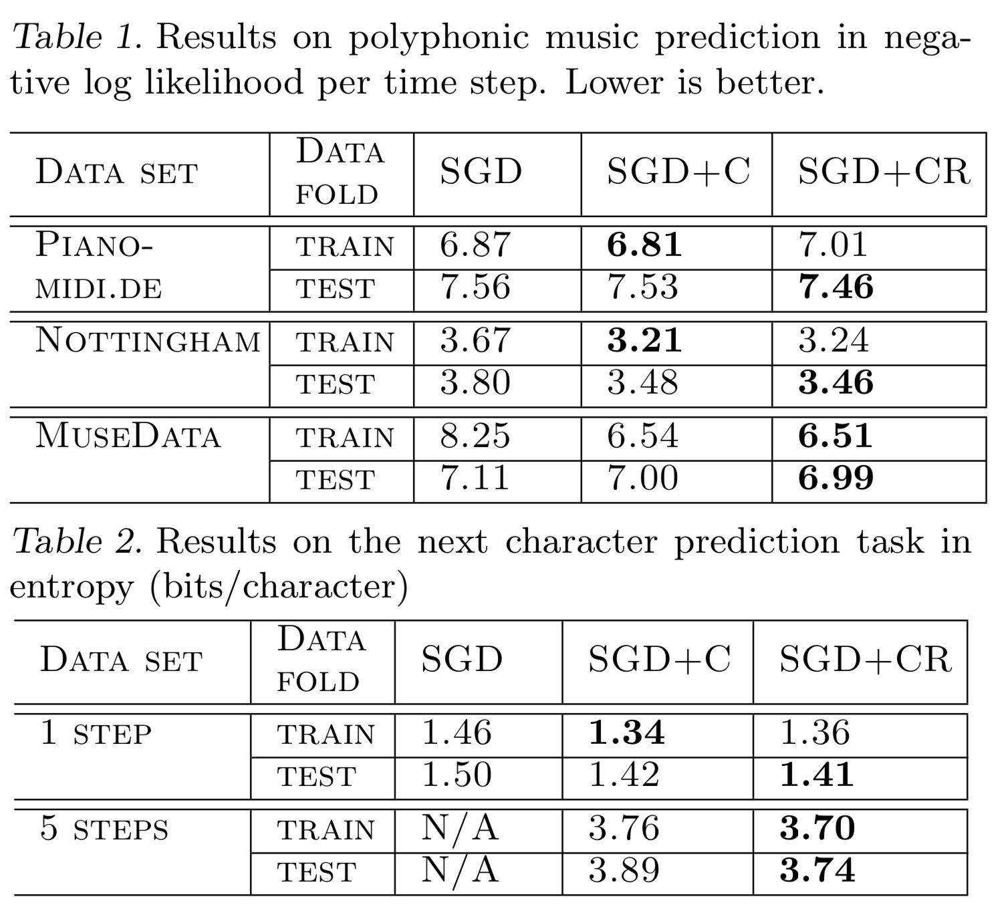 Table 1. Results on polyphonic music prediction in nega-
tive log likelihood per time step. Lower is better.
Data set | Data fold | SGD | SGD+C | SGD+CR
Piano-midi.de | train | 6.87 | 6.81 | 7.01
test | 7.56 | 7.53 | 7.46
Nottingham | train | 3.67 | 3.21 | 3.24
test | 3.80 | 3.48 | 3.46
MuseData | train | 8.25 | 6.54 | 6.51
test | 7.11 | 7.00 | 6.99
Table 2. Results on the next character prediction task in
entropy (bits/character)
Data set | Data fold | SGD | SGD+C | SGD+CR
1 step | train | 1.46 | 1.34 | 1.36
test | 1.50 | 1.42 | 1.41
5 steps | train | N/A | 3.76 | 3.70
test | N/A | 3.89 | 3.74